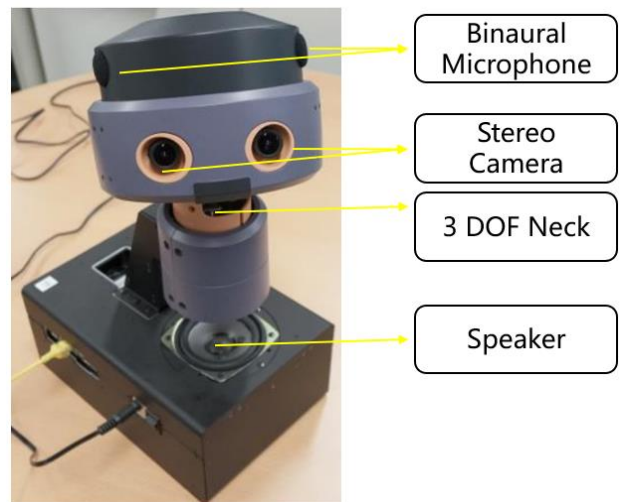 Binaural
Microphone
Stereo
Camera
3 DOF Neck
Speaker